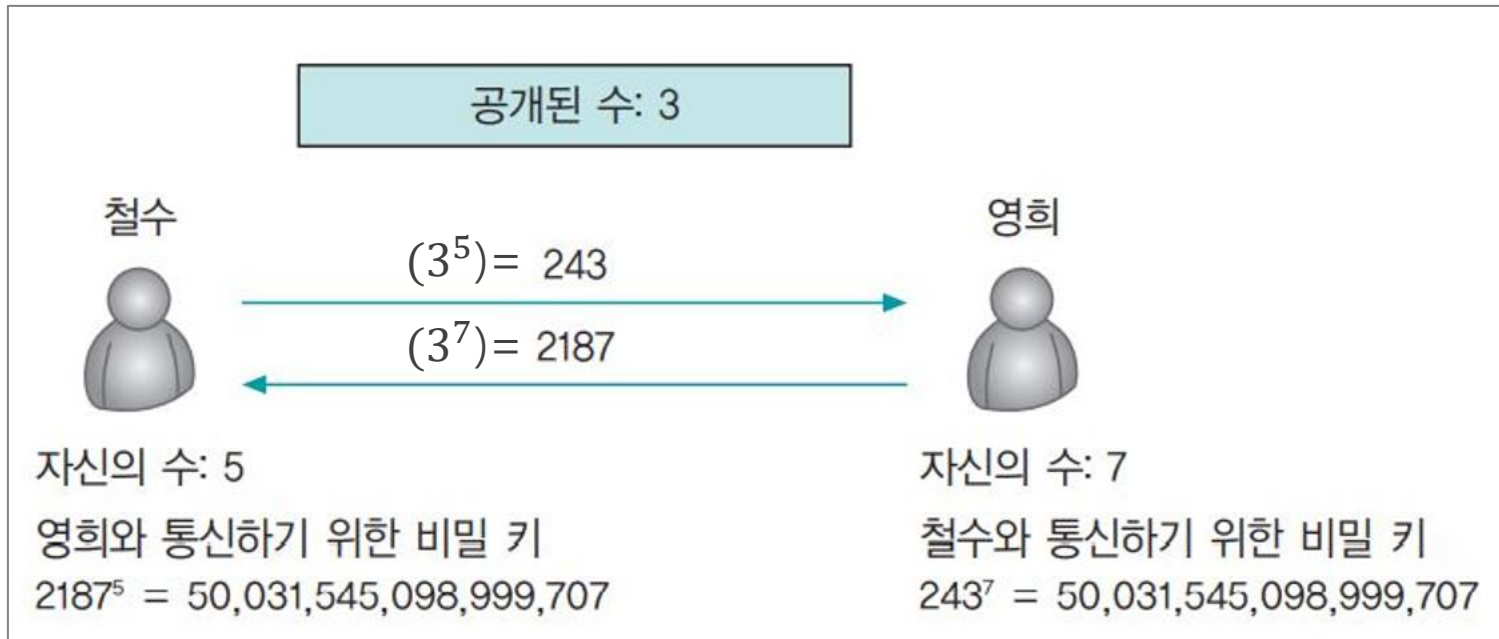 공개된 수: 3
철수
영희
(3⁵)= 243
(3⁷)= 2187
자신의 수: 5
영희와 통신하기 위한 비밀 키
2187⁵ = 50,031,545,098,999,707
자신의 수: 7
철수와 통신하기 위한 비밀 키
243⁷ = 50,031,545,098,999,707